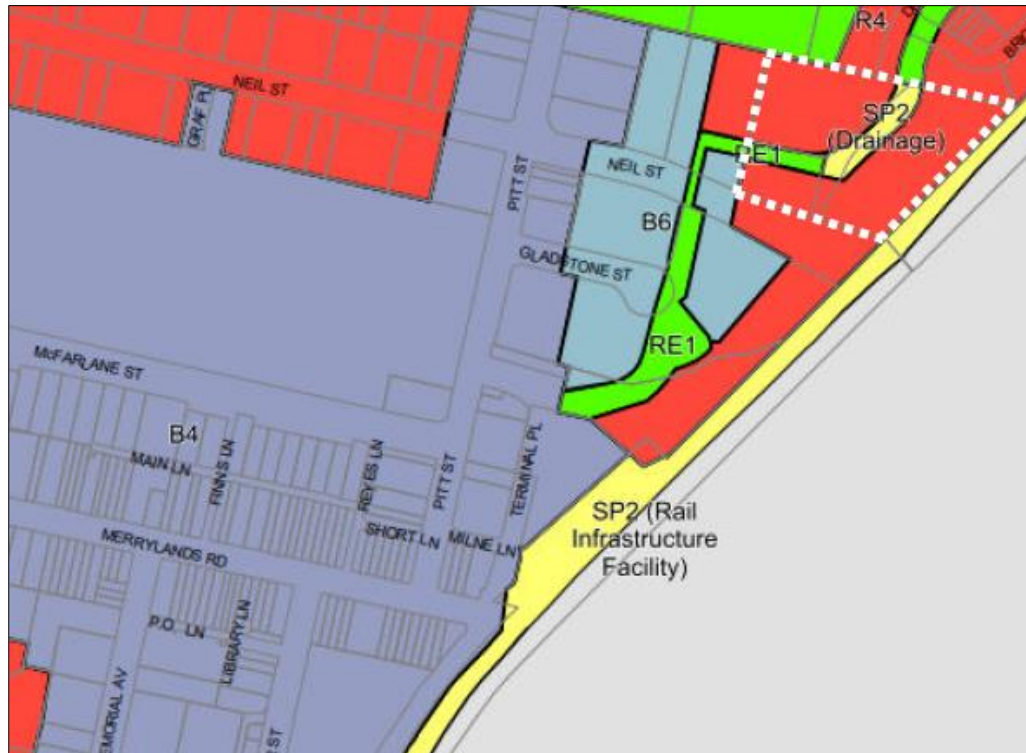 R4
NEIL ST
GRAF PL
SP2
(Drainage)
RE1
PITT ST
NEIL ST
B6
GLADSTONE ST
RE1
McFARLANE ST
B4
MAIN LN
FINNS LN
REYES LN
PITT ST
TERMINAL PL
SHORT LN
MILNE LN
SP2 (Rail
Infrastructure
Facility)
MERRYLANDS RD
P.O. LN
LIBRARY LN
EMORIAL AV
ST